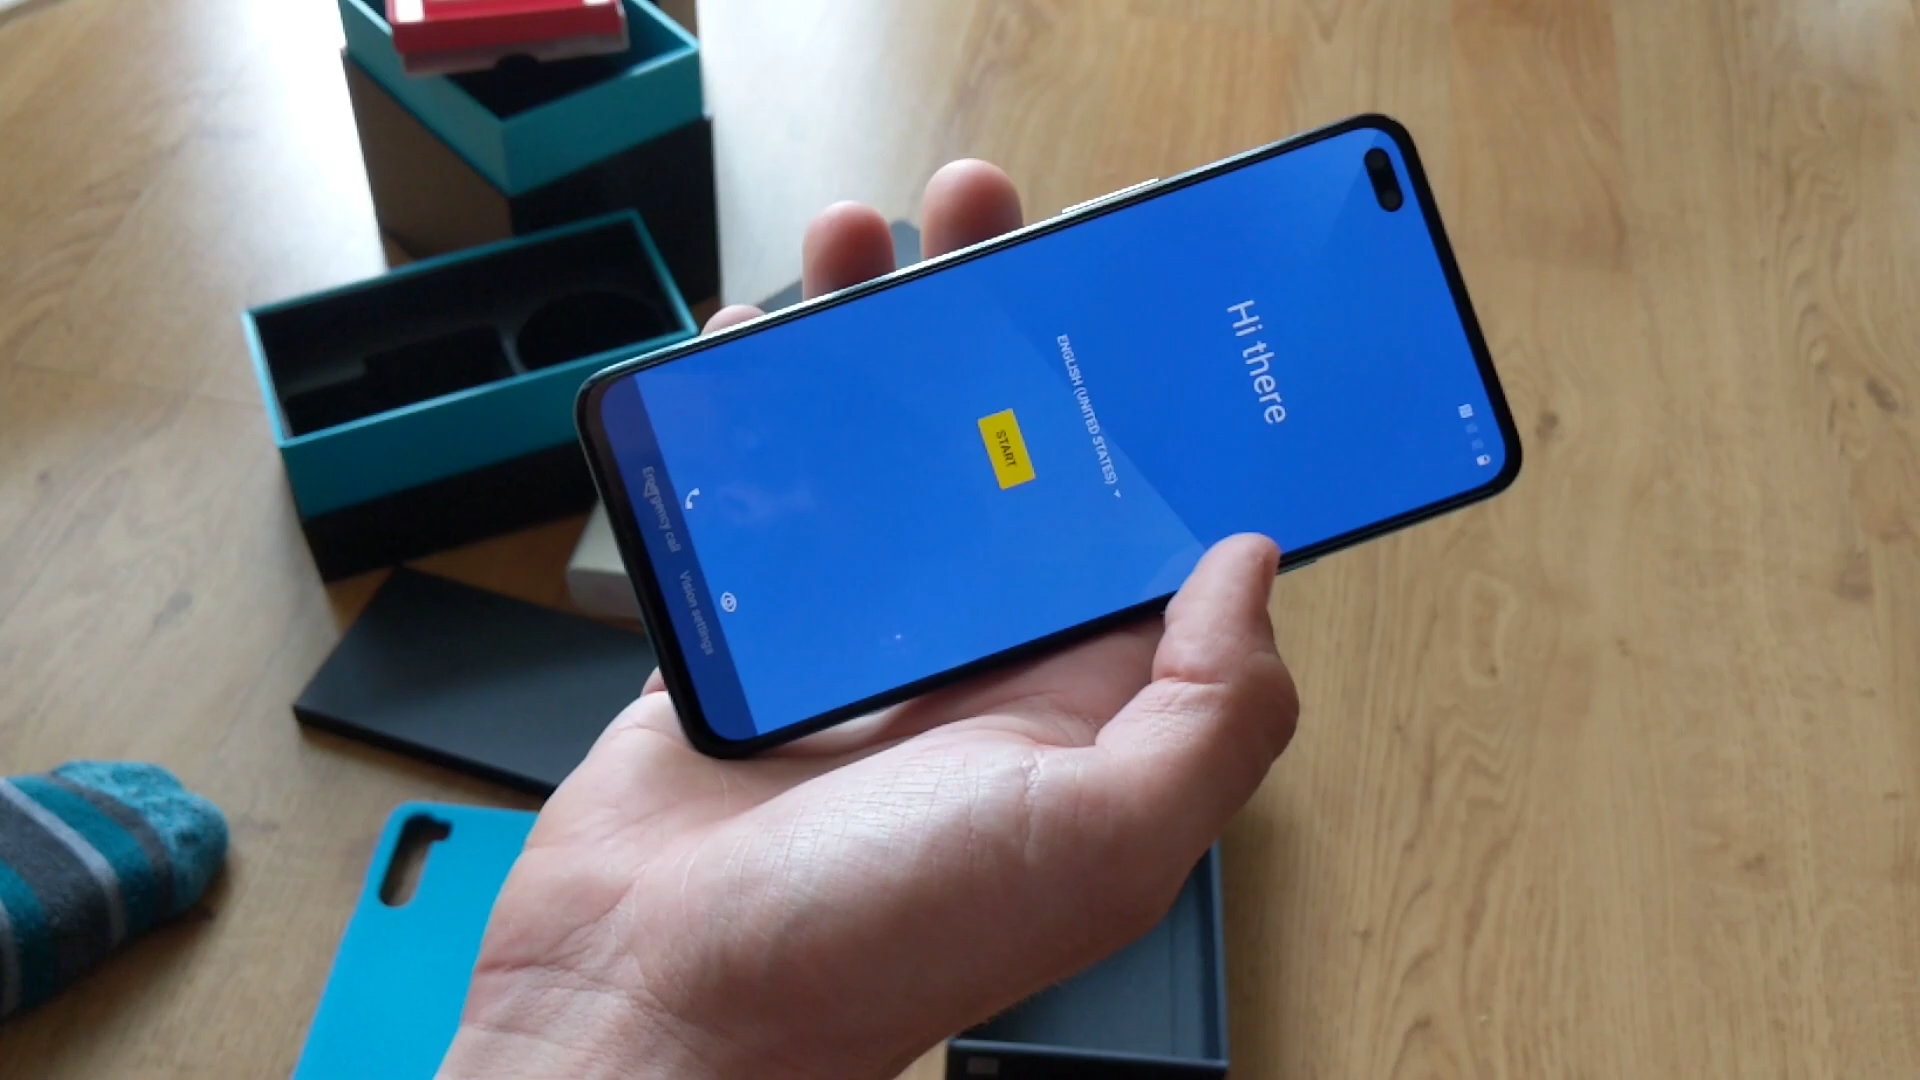 Hi there
ENGLISH (UNITED STATES)
START
Emergency call
Vision settings